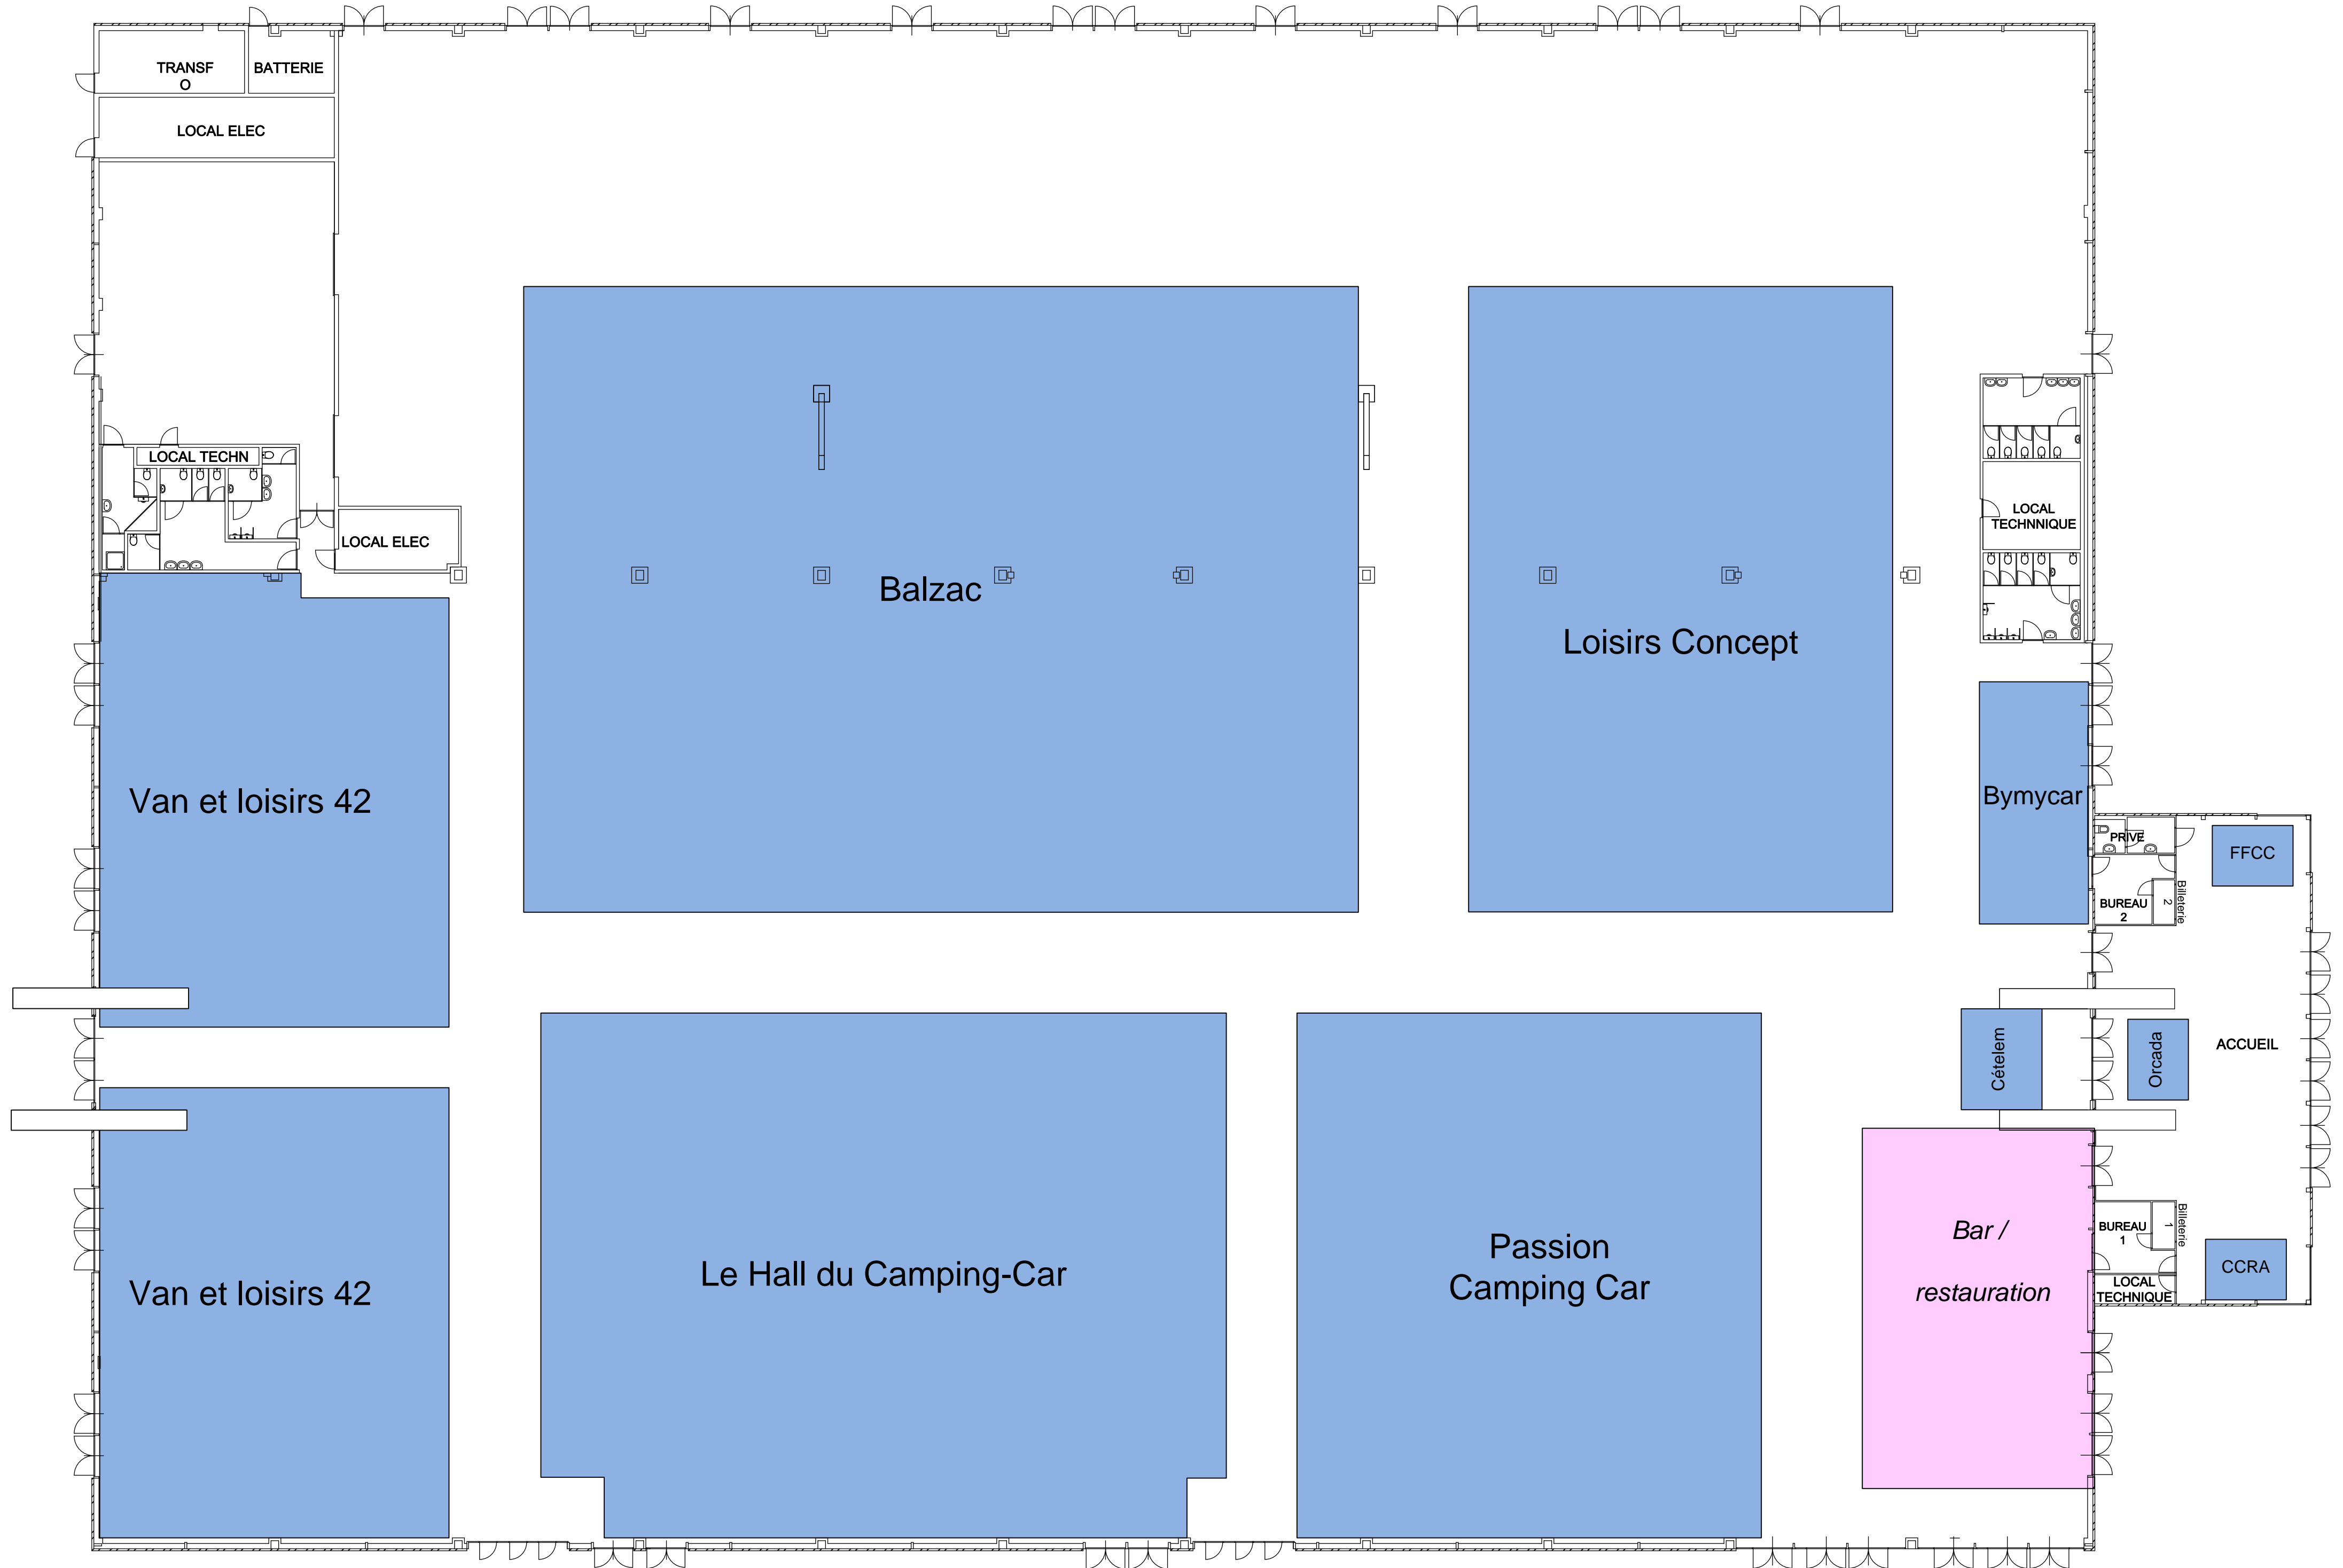 TRANSF
O
BATTERIE
LOCAL ELEC
LOCAL TECHN
LOCAL ELEC
LOCAL
TECHNNIQUE
Balzac
Loisirs Concept
Van et loisirs 42
Bymycar
PRIVE
FFCC
BUREAU
2
2
Billeterie
Cételem
Orcada
ACCUEIL
Van et loisirs 42
Le Hall du Camping-Car
Passion
Camping Car
Bar /
restauration
BUREAU
1
1
Billeterie
LOCAL
TECHNIQUE
CCRA